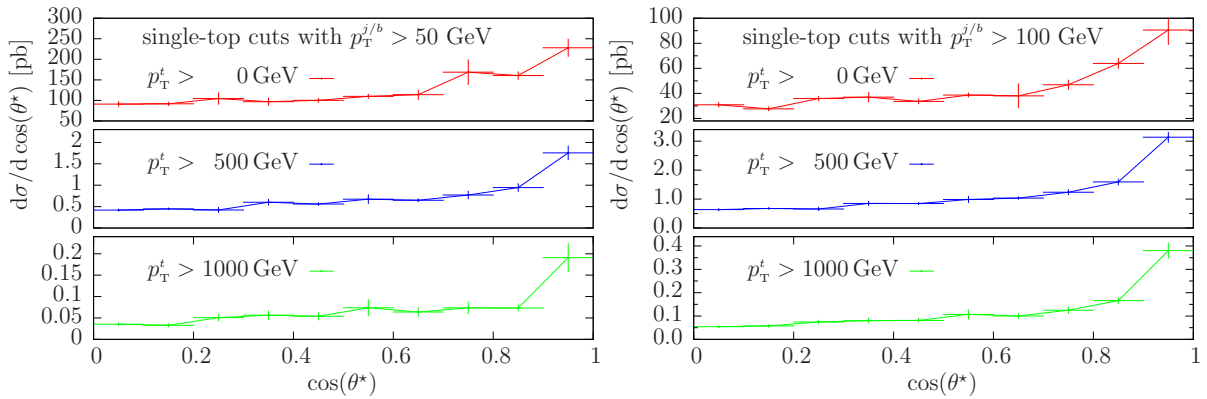 single-top cuts with p_T^{j/b} > 50 GeV
p_T^t > 0 GeV
300
250
200
150
100
50
p_T^t > 500 GeV
2
1.5
1
0.5
0
p_T^t > 1000 GeV
0.2
0.15
0.1
0.05
0
0 0.2 0.4 0.6 0.8 1
cos(θ*)
dσ/d cos(θ*) [pb]
single-top cuts with p_T^{j/b} > 100 GeV
p_T^t > 0 GeV
100
80
60
40
20
p_T^t > 500 GeV
3.0
2.0
1.0
0.0
p_T^t > 1000 GeV
0.4
0.3
0.2
0.1
0
0 0.2 0.4 0.6 0.8 1
cos(θ*)
dσ/d cos(θ*) [pb]